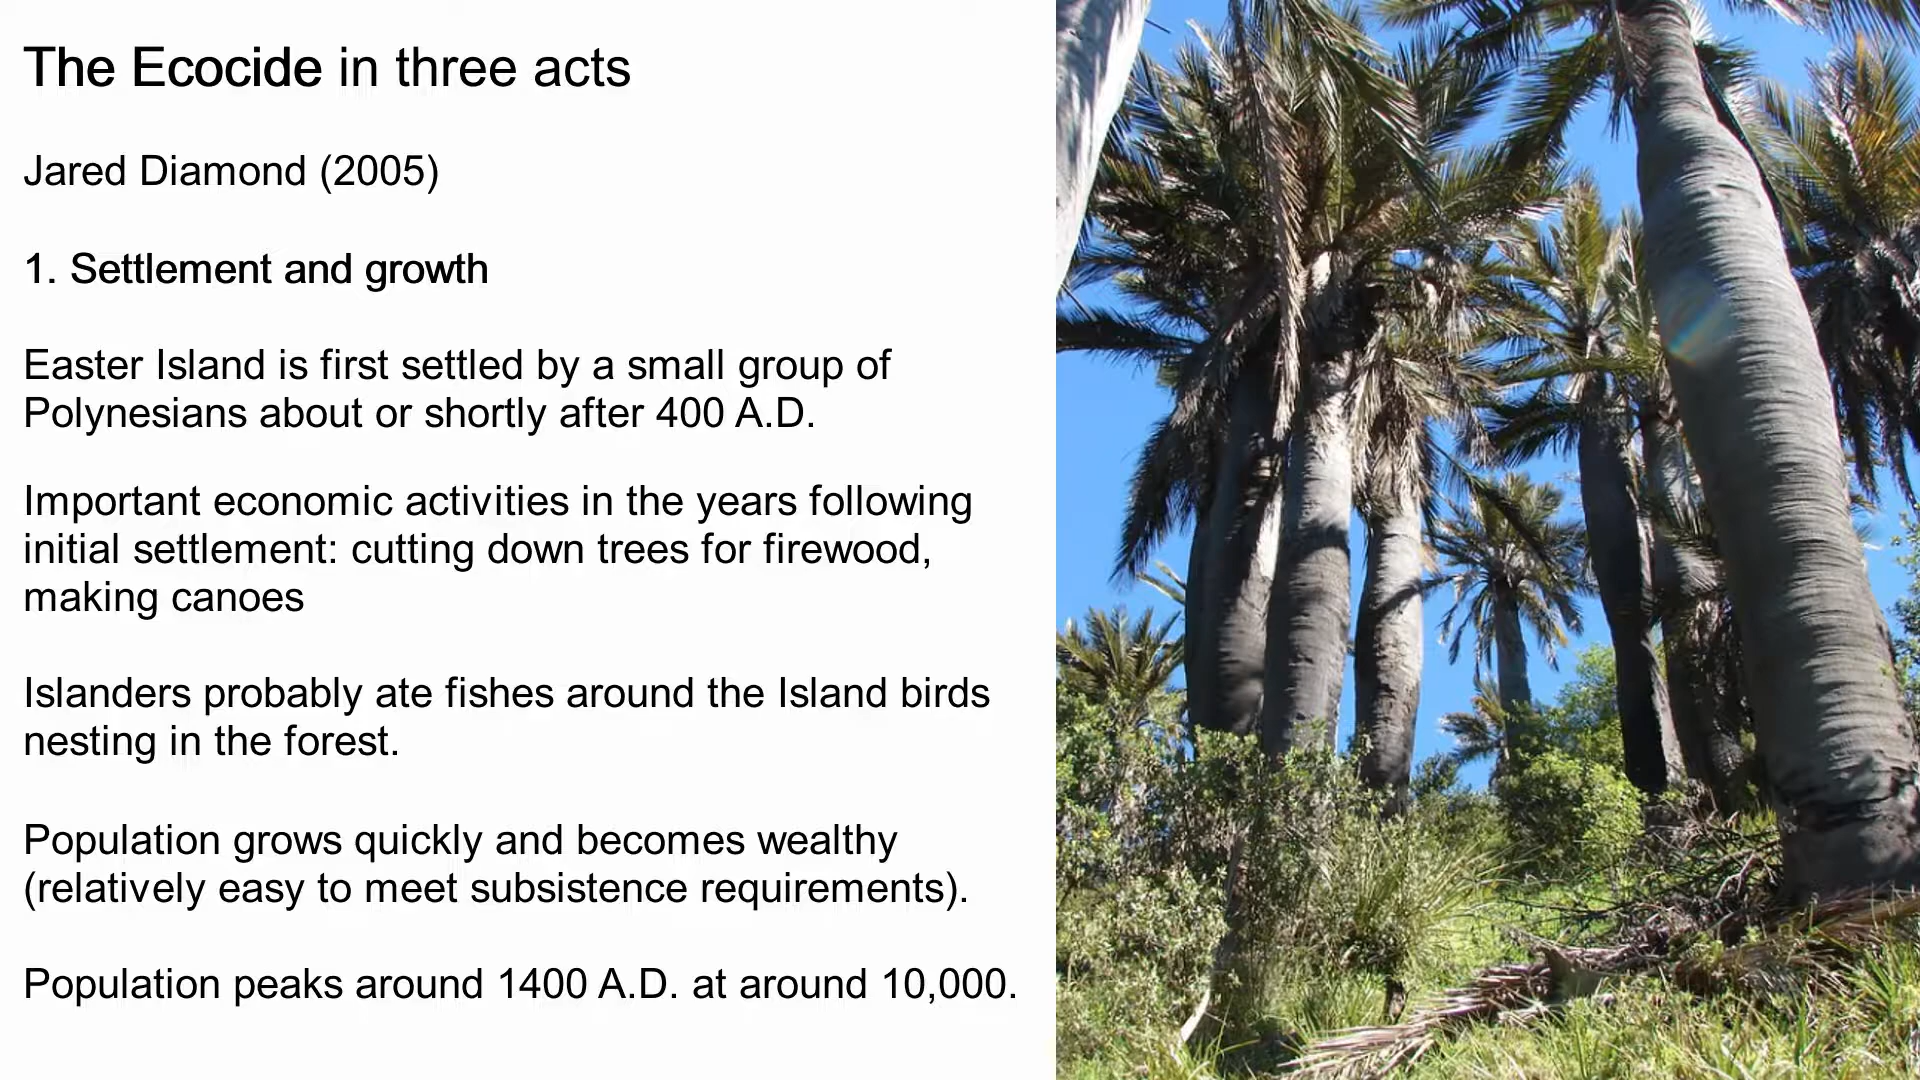 The Ecocide in three acts
Jared Diamond (2005)
1. Settlement and growth
Easter Island is first settled by a small group of
Polynesians about or shortly after 400 A.D.
Important economic activities in the years following
initial settlement: cutting down trees for firewood,
making canoes
Islanders probably ate fishes around the Island birds
nesting in the forest.
Population grows quickly and becomes wealthy
(relatively easy to meet subsistence requirements).
Population peaks around 1400 A.D. at around 10,000.